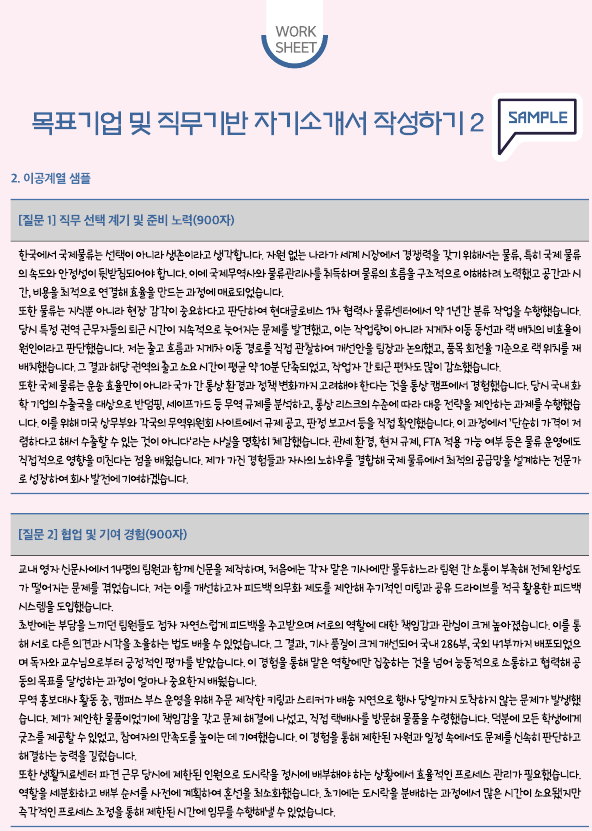 WORK
SHEET
목표기업 및 직무기반 자기소개서 작성하기 2
SAMPLE
2. 이공계열 샘플
[질문 1] 직무 선택 계기 및 준비 노력(900자)
한국에서 국제물류는 선택이 아니라 생존이라고 생각합니다. 자원 없는 나라가 세계 시장에서 경쟁력을 갖기 위해서는 물류, 특히 국제 물류
의 속도와 안정성이 뒷받침되어야 합니다. 이에 국제무역사와 물류관리사를 취득하며 물류의 흐름을 구조적으로 이해하려 노력했고 공간과 시
간, 비용을 최적으로 연결해 효율을 만드는 과정에 매료되었습니다.
또한 물류는 지식뿐 아니라 현장 감각이 중요하다고 판단하여 현대글로비스 1차 협력사 물류센터에서 약 1년간 분류 작업을 수행했습니다.
당시 특정 권역 근무자들의 퇴근 시간이 지속적으로 늦어지는 문제를 발견했고, 이는 작업량이 아니라 지게차 이동 동선과 랙 배치의 비효율이
원인이라고 판단했습니다. 저는 출고 흐름과 지게차 이동 경로를 직접 관찰하여 개선안을 팀장과 논의했고, 품목 회전율 기준으로 랙 위치를 재
배치했습니다. 그 결과 해당 권역의 출고 소요 시간이 평균 약 10분 단축되었고, 작업자 간 퇴근 편차도 많이 감소했습니다.
또한 국제 물류는 운송 효율만이 아니라 국가 간 통상 환경과 정책 변화까지 고려해야 한다는 것을 통상 캠프에서 경험했습니다. 당시 국내 화
학 기업의 수출국을 대상으로 반덤핑, 세이프가드 등 무역 규제를 분석하고, 통상 리스크의 수준에 따라 대응 전략을 제안하는 과제를 수행했습
니다. 이를 위해 미국 상무부와 각국의 무역위원회 사이트에서 규제 공고, 판정 보고서 등을 직접 확인했습니다. 이 과정에서 '단순히 가격이 저
렴하다고 해서 수출할 수 있는 것이 아니다'라는 사실을 명확히 체감했습니다. 관세 환경, 현지 규제, FTA 적용 가능 여부 등은 물류 운영에도
직접적으로 영향을 미친다는 점을 배웠습니다. 제가 가진 경험들과 자사의 노하우를 결합해 국제 물류에서 최적의 공급망을 설계하는 전문가
로 성장하여 회사 발전에 기여하겠습니다.
[질문 2] 협업 및 기여 경험(900자)
교내 영자 신문사에서 14명의 팀원과 함께 신문을 제작하며, 처음에는 각자 맡은 기사에만 몰두하느라 팀원 간 소통이 부족해 전체 완성도
가 떨어지는 문제를 겪었습니다. 저는 이를 개선하고자 피드백 의무화 제도를 제안해 주기적인 미팅과 공유 드라이브를 적극 활용한 피드백
시스템을 도입했습니다.
초반에는 부담을 느끼던 팀원들도 점차 자연스럽게 피드백을 주고받으며 서로의 역할에 대한 책임감과 관심이 크게 높아졌습니다. 이를 통
해 서로 다른 의견과 시각을 조율하는 법도 배울 수 있었습니다. 그 결과, 기사 품질이 크게 개선되어 국내 286부, 국외 41부까지 배포되었으
며 독자와 교수님으로부터 긍정적인 평가를 받았습니다. 이 경험을 통해 맡은 역할에만 집중하는 것을 넘어 능동적으로 소통하고 협력해 공
동의 목표를 달성하는 과정이 얼마나 중요한지 배웠습니다.
무역 홍보대사 활동 중, 캠퍼스 부스 운영을 위해 주문 제작한 키링과 스티커가 배송 지연으로 행사 당일까지 도착하지 않는 문제가 발생했
습니다. 제가 제안한 물품이었기에 책임감을 갖고 문제 해결에 나섰고, 직접 택배사를 방문해 물품을 수령했습니다. 덕분에 모든 학생에게
굿즈를 제공할 수 있었고, 참여자의 만족도를 높이는 데 기여했습니다. 이 경험을 통해 제한된 자원과 일정 속에서도 문제를 신속히 판단하고
해결하는 능력을 길렀습니다.
또한 생활치료센터 파견 근무 당시에 제한된 인원으로 도시락을 정시에 배부해야 하는 상황에서 효율적인 프로세스 관리가 필요했습니다.
역할을 세분화하고 배부 순서를 사전에 계획하여 혼선을 최소화했습니다. 초기에는 도시락을 분배하는 과정에서 많은 시간이 소요됐지만
즉각적인 프로세스 조정을 통해 제한된 시간에 임무를 수행해낼 수 있었습니다.